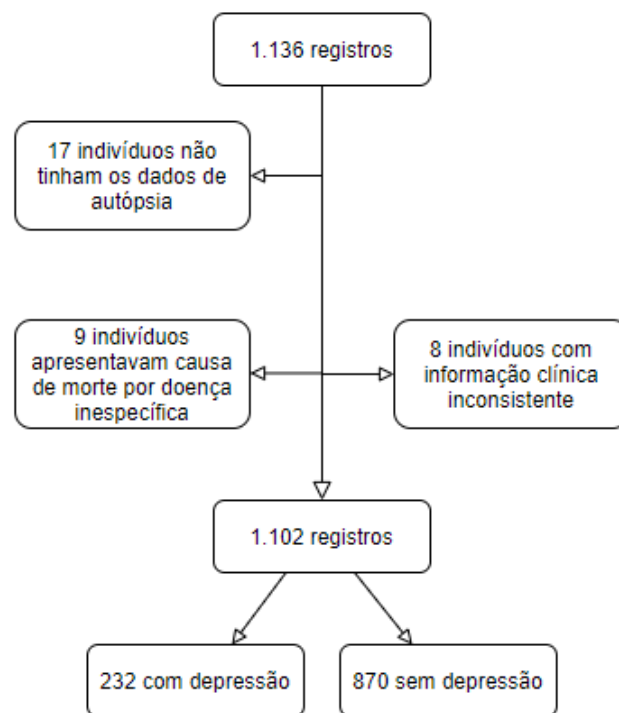 1.136 registros
17 indivíduos não
tinham os dados de
autópsia
9 indivíduos
apresentavam causa
de morte por doença
inespecífica
8 indivíduos com
informação clínica
inconsistente
1.102 registros
232 com depressão
870 sem depressão